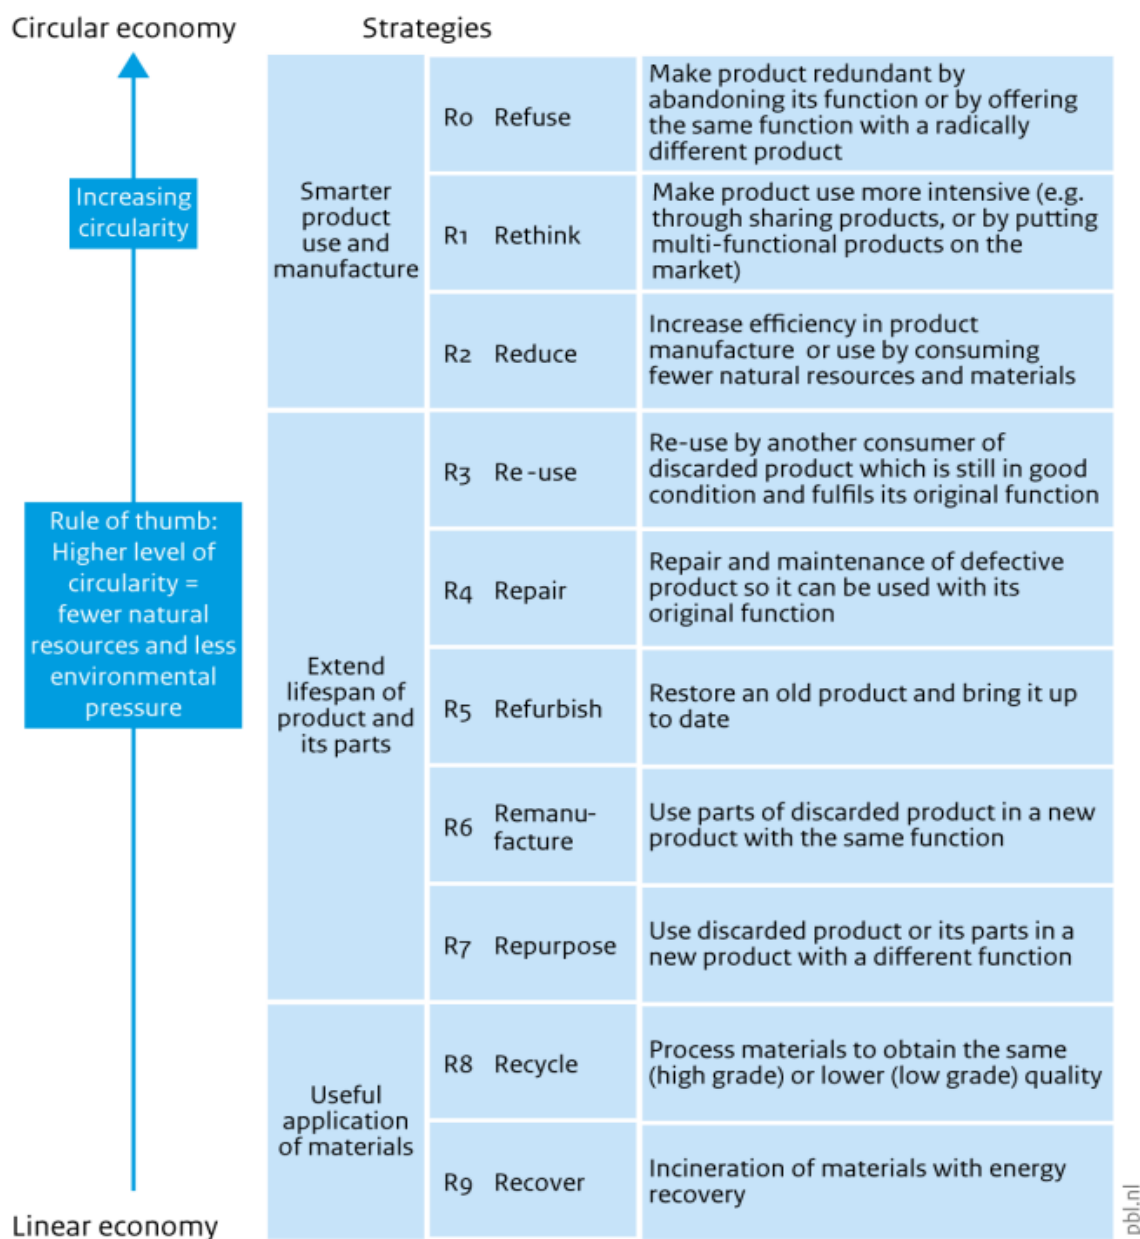 Circular economy
Strategies
Increasing
circularity
Rule of thumb:
Higher level of
circularity =
fewer natural
resources and less
environmental
pressure
Linear economy
Smarter
product
use and
manufacture
R0 Refuse
Make product redundant by
abandoning its function or by offering
the same function with a radically
different product
R1 Rethink
Make product use more intensive (e.g.
through sharing products, or by putting
multi-functional products on the
market)
R2 Reduce
Increase efficiency in product
manufacture or use by consuming
fewer natural resources and materials
Extend
lifespan of
product and
its parts
R3 Re-use
Re-use by another consumer of
discarded product which is still in good
condition and fulfils its original function
R4 Repair
Repair and maintenance of defective
product so it can be used with its
original function
R5 Refurbish
Restore an old product and bring it up
to date
R6 Remanu-
facture
Use parts of discarded product in a new
product with the same function
R7 Repurpose
Use discarded product or its parts in a
new product with a different function
Useful
application
of materials
R8 Recycle
Process materials to obtain the same
(high grade) or lower (low grade) quality
R9 Recover
Incineration of materials with energy
recovery
pbl.nl